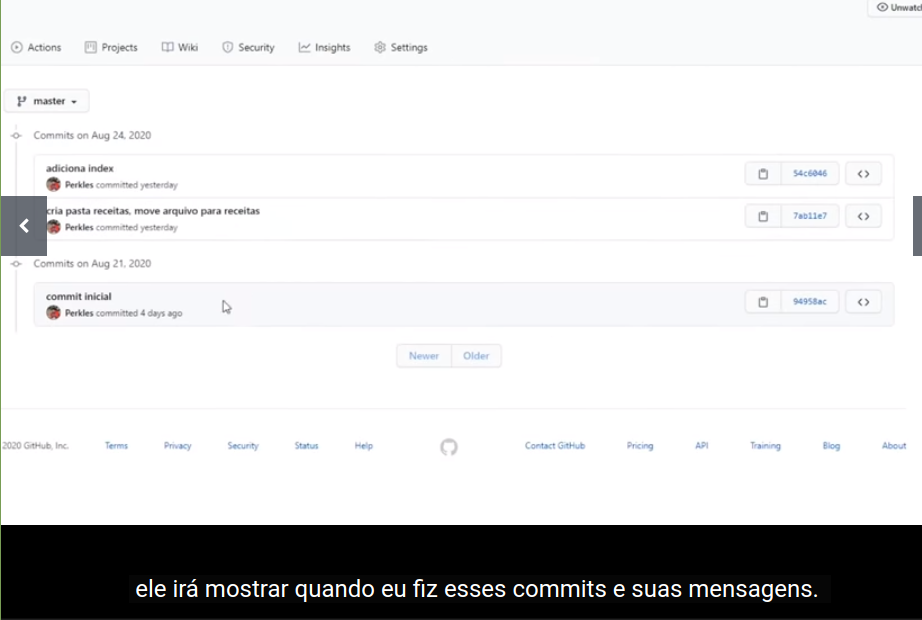 Unwatc
Actions Projects Wiki Security Insights Settings
master
Commits on Aug 24, 2020
adiciona index
Perkles committed yesterday
54c6046
cria pasta receitas, move arquivo para receitas
Perkles committed yesterday
7ab11e7
Commits on Aug 21, 2020
commit inicial
Perkles committed 4 days ago
94958ac
Newer Older
2020 GitHub, Inc. Terms Privacy Security Status Help Contact GitHub Pricing API Training Blog About
ele irá mostrar quando eu fiz esses commits e suas mensagens.